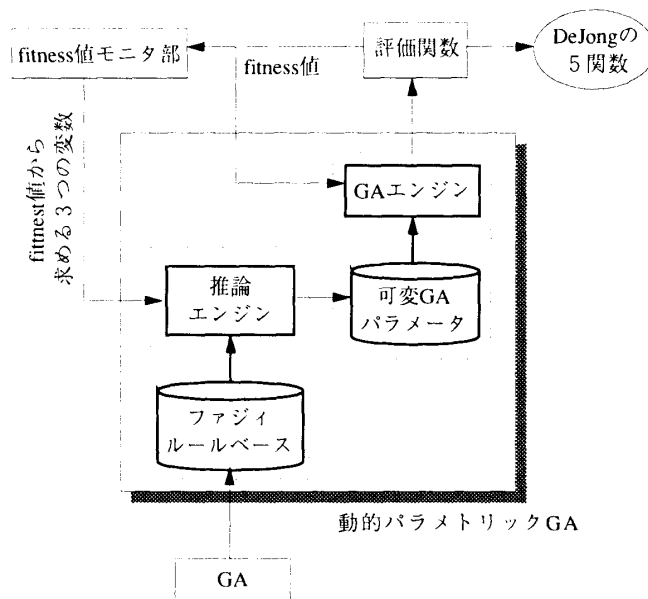 fitness値モニタ部
fitness値
評価関数
DeJongの
5関数
fittnest値から
求める3つの変数
GAエンジン
推論
エンジン
可変GA
パラメータ
ファジィ
ルールベース
動的パラメトリックGA
GA